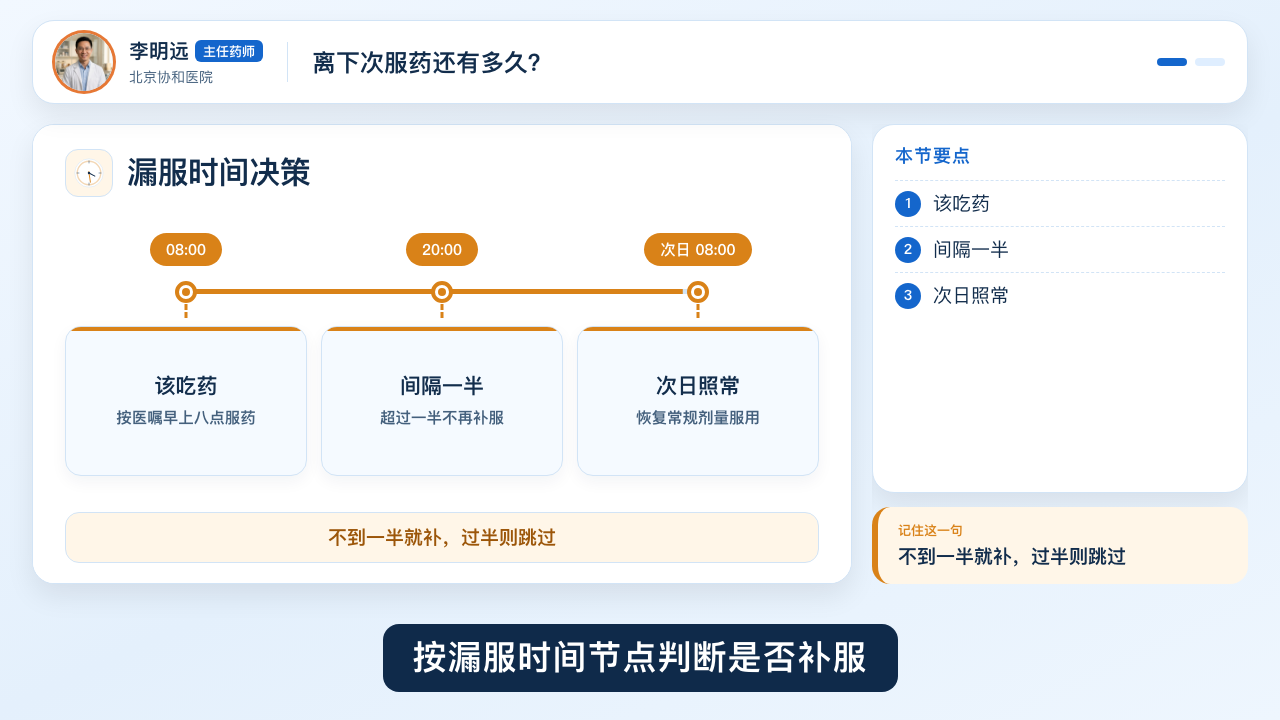 李明远 主任药师
北京协和医院
离下次服药还有多久?
漏服时间决策
08:00
20:00
次日 08:00
该吃药
按医嘱早上八点服药
间隔一半
超过一半不再补服
次日照常
恢复常规剂量服用
不到一半就补，过半则跳过
本节要点
1 该吃药
2 间隔一半
3 次日照常
记住这一句
不到一半就补，过半则跳过
按漏服时间节点判断是否补服